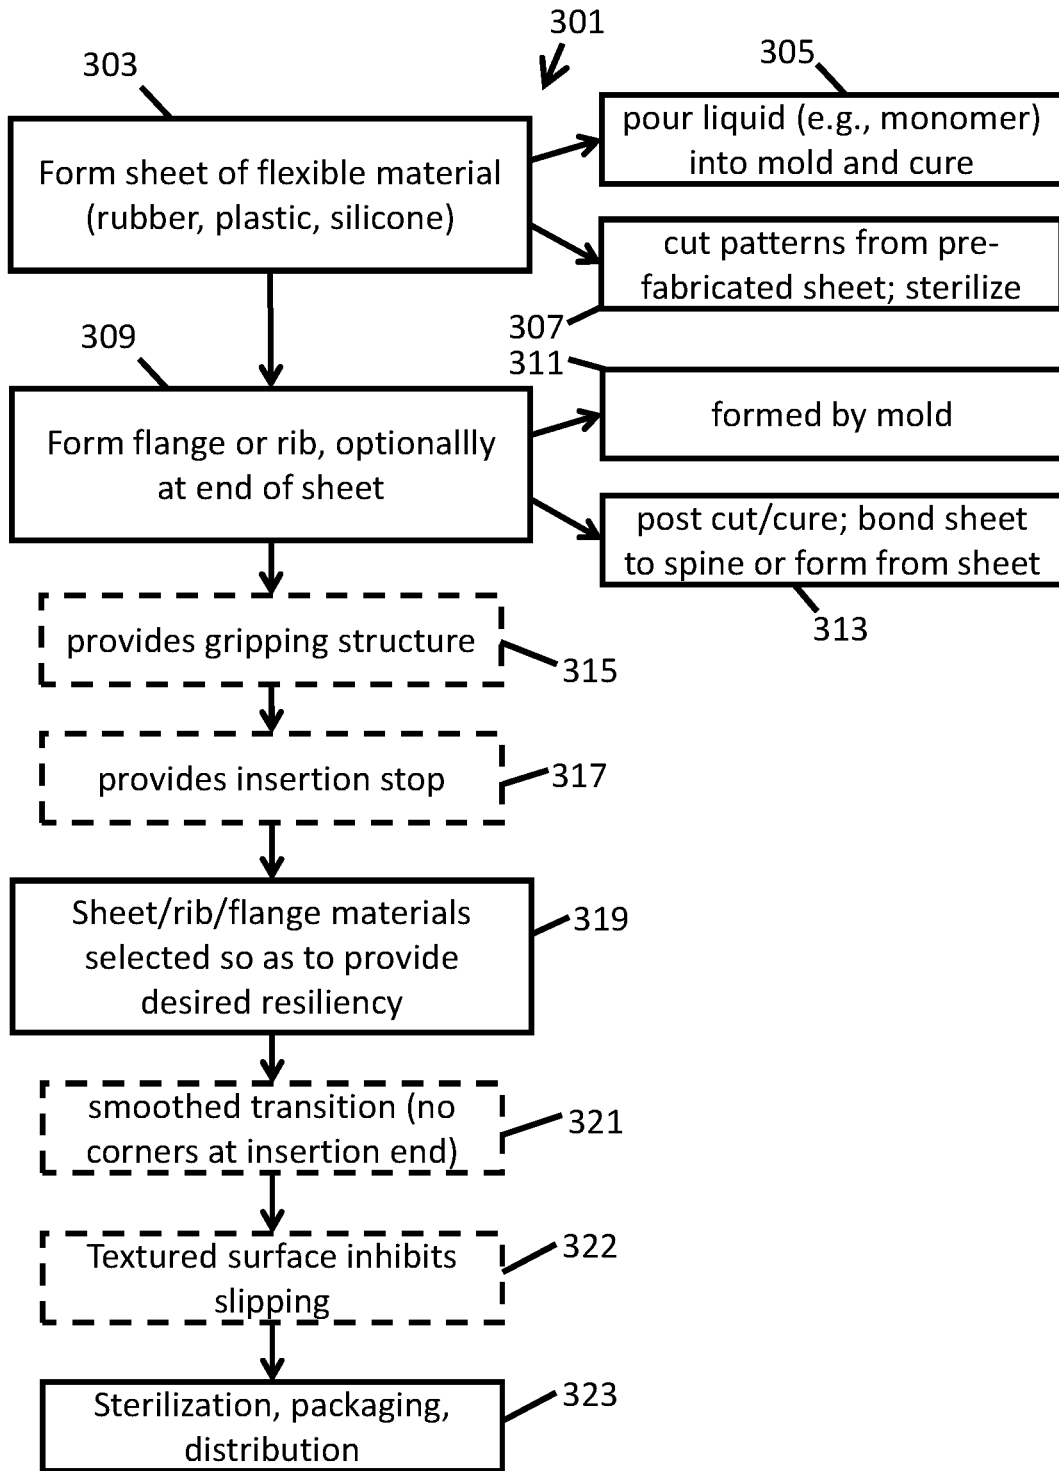 301
303
305
Form sheet of flexible material
(rubber, plastic, silicone)
pour liquid (e.g., monomer)
into mold and cure
cut patterns from pre-
fabricated sheet; sterilize
307
309
311
Form flange or rib, optionallly
at end of sheet
formed by mold
post cut/cure; bond sheet
to spine or form from sheet
313
provides gripping structure
315
provides insertion stop
317
Sheet/rib/flange materials
selected so as to provide
desired resiliency
319
smoothed transition (no
corners at insertion end)
321
Textured surface inhibits
slipping
322
Sterilization, packaging,
distribution
323